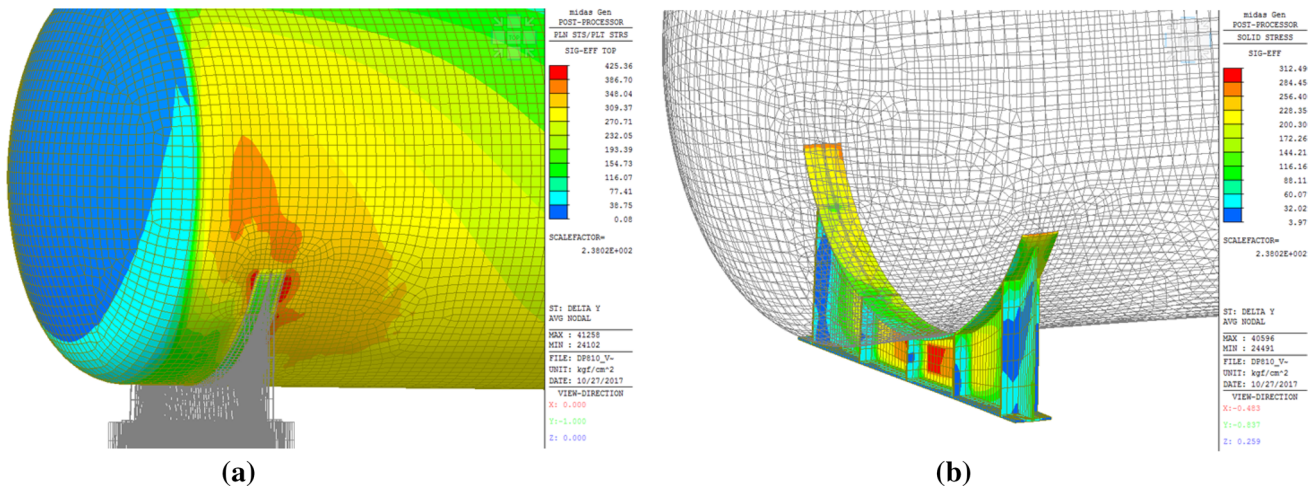 midas Gen
POST-PROCESSOR
PLN STS/PLT STRS
SIG-EFF TOP
425.36
386.70
348.04
309.37
270.71
232.05
193.39
154.73
116.07
77.41
38.75
0.08
SCALEFACTOR=
2.3802E+002
ST: DELTA Y
AVG NODAL
MAX : 41258
MIN : 24102
FILE: DP810_V~
UNIT: kgf/cm^2
DATE: 10/27/2017
VIEW-DIRECTION
X: 0.000
Y:-1.000
Z: 0.000
(a)
midas Gen
POST-PROCESSOR
SOLID STRESS
SIG-EFF
312.49
284.45
256.40
228.35
200.30
172.26
144.21
116.16
88.11
60.07
32.02
3.97
SCALEFACTOR=
2.3802E+002
ST: DELTA Y
AVG NODAL
MAX : 40596
MIN : 24491
FILE: DP810_V~
UNIT: kgf/cm^2
DATE: 10/27/2017
VIEW-DIRECTION
X:-0.483
Y:-0.837
Z: 0.259
(b)